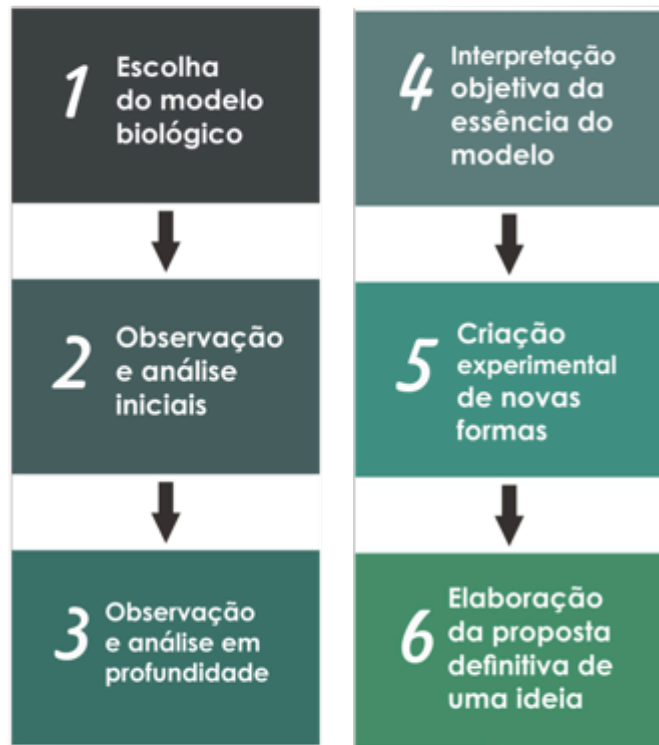 1 Escolha
do modelo
biológico
2 Observação
e análise
iniciais
3 Observação
e análise em
profundidade
4 Interpretação
objetiva da
essência do
modelo
5 Criação
experimental
de novas
formas
6 Elaboração
da proposta
definitiva de
uma ideia